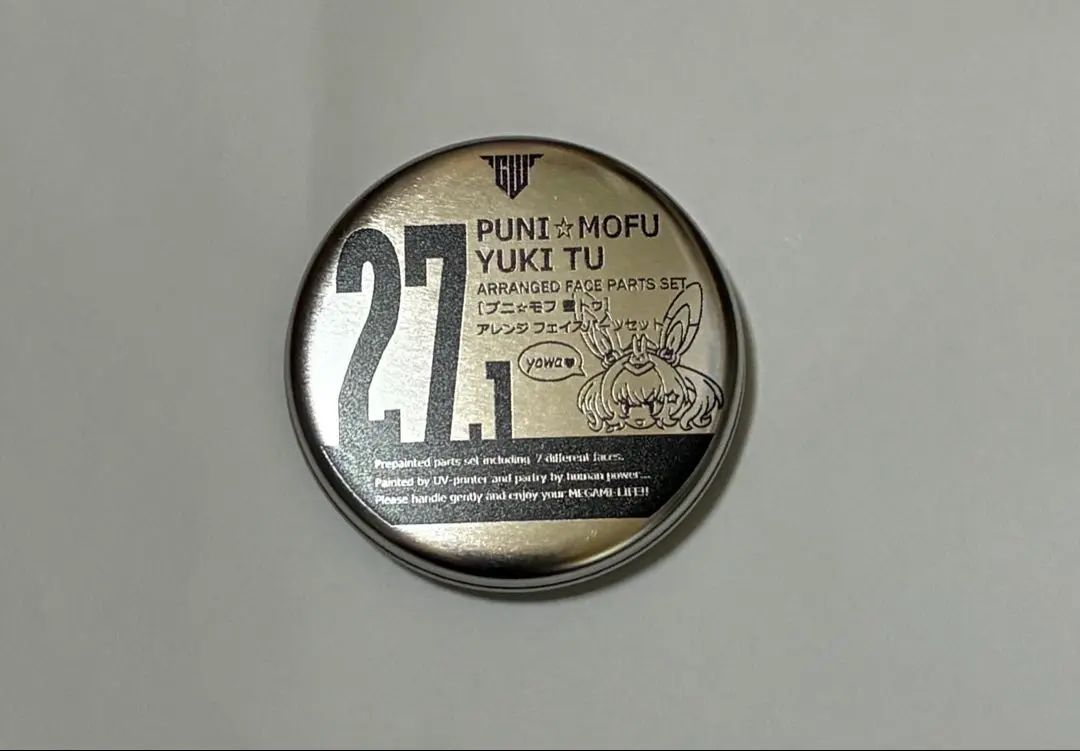 GW
27.1
PUNI☆MOFU
YUKI TU
ARRANGED FACE PARTS SET
[プニ☆モフ 雪トゥ]
アレンジ フェイスパーツセット
yowa♥
Prepainted parts set including 7 different faces.
Painted by UV-printer and partry by human power...
Please handle gently and enjoy your MEGAMI-LIFE!!